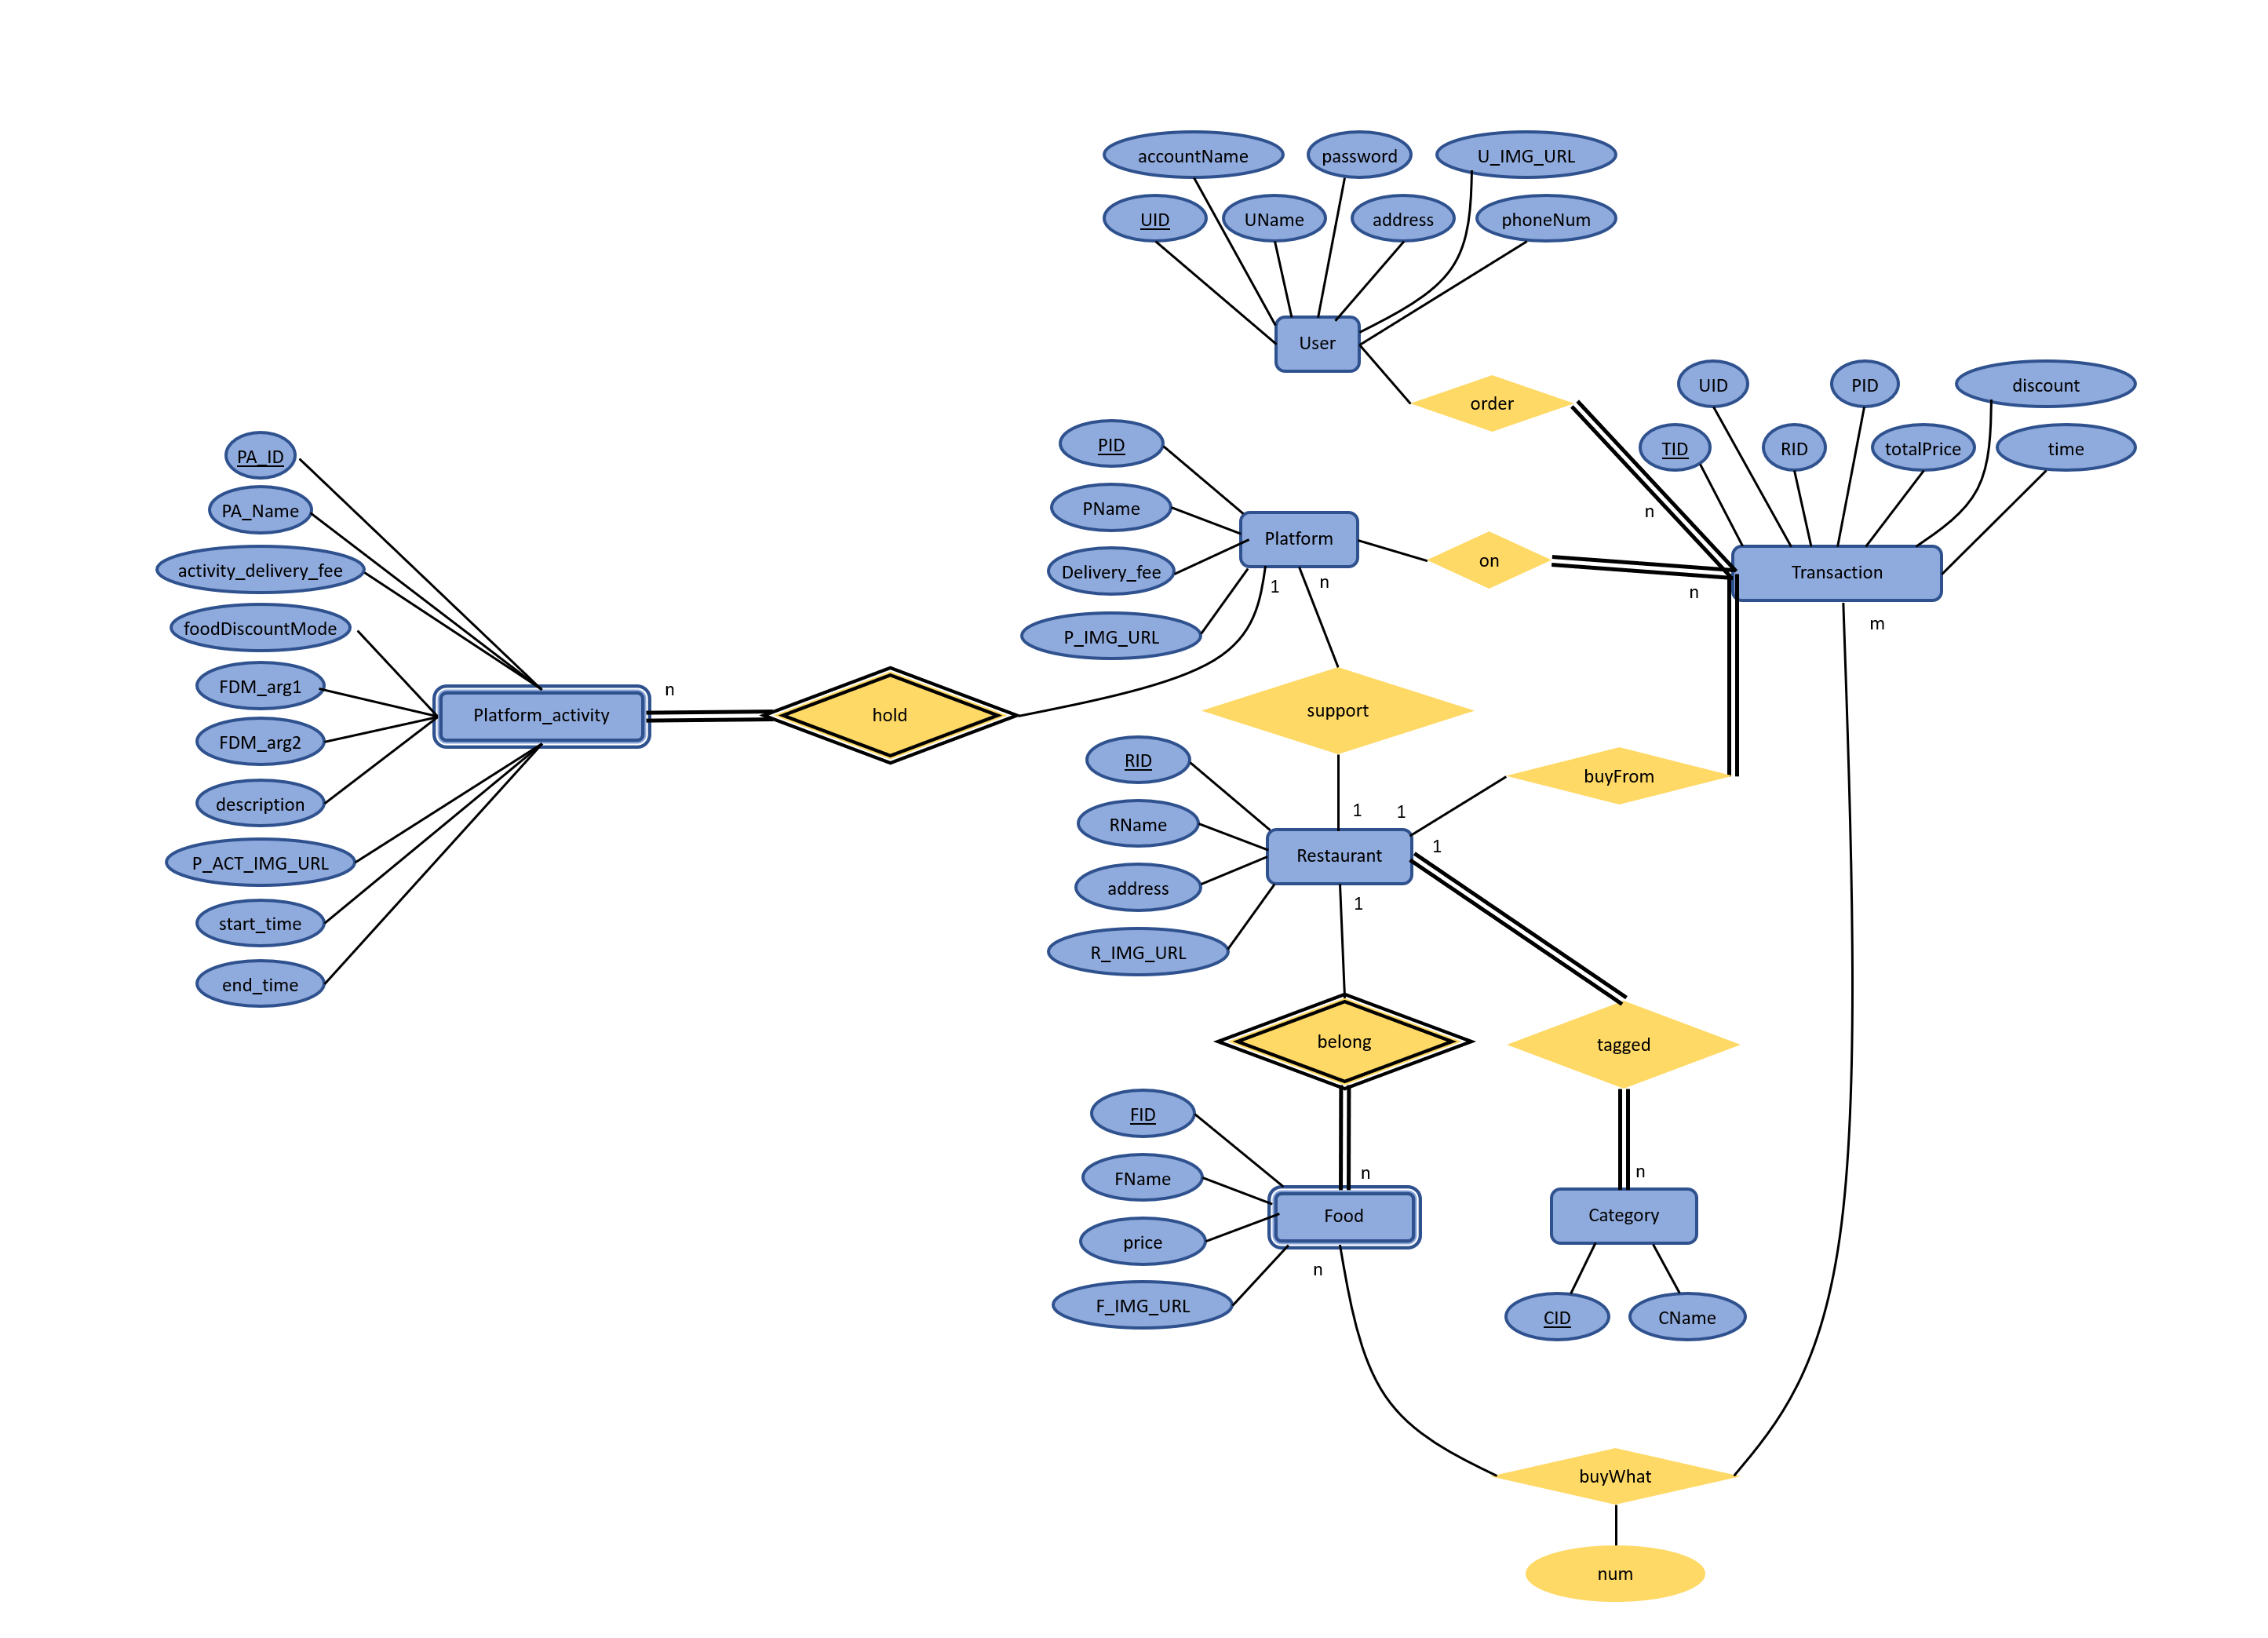 accountName
password
U_IMG_URL
UID
UName
address
phoneNum
User
order
UID
PID
discount
TID
RID
totalPrice
time
n
Transaction
m
PID
PName
Delivery_fee
P_IMG_URL
Platform
1
n
on
n
PA_ID
PA_Name
activity_delivery_fee
foodDiscountMode
FDM_arg1
FDM_arg2
description
P_ACT_IMG_URL
start_time
end_time
Platform_activity
n
hold
support
1
1
buyFrom
RID
RName
address
R_IMG_URL
Restaurant
1
1
belong
tagged
FID
FName
price
F_IMG_URL
n
Food
n
n
Category
CID
CName
buyWhat
num